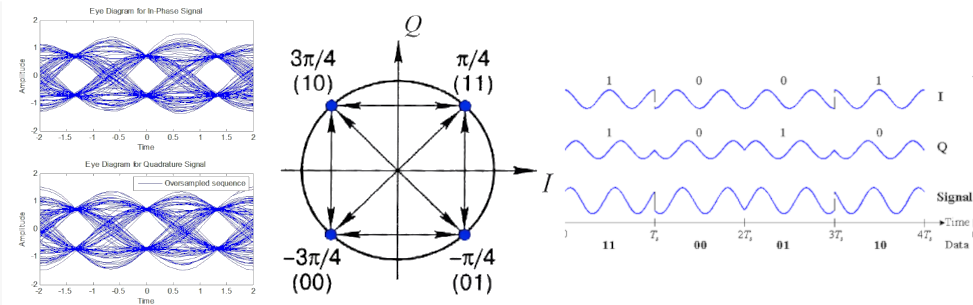 Eye Diagram for In-Phase Signal
2
1
0
-1
-2
Amplitude
-2 -1.5 -1 -0.5 0 0.5 1 1.5 2
Time
Eye Diagram for Quadrature Signal
Oversampled sequence
2
1
0
-1
-2
Amplitude
-2 -1.5 -1 -0.5 0 0.5 1 1.5 2
Time
Q
3π/4
(10)
π/4
(11)
I
-3π/4
(00)
-π/4
(01)
1 0 0 1
I
1 0 1 0
Q
Signal
Tₛ 2Tₛ 3Tₛ 4Tₛ
Time
11 00 01 10
Data